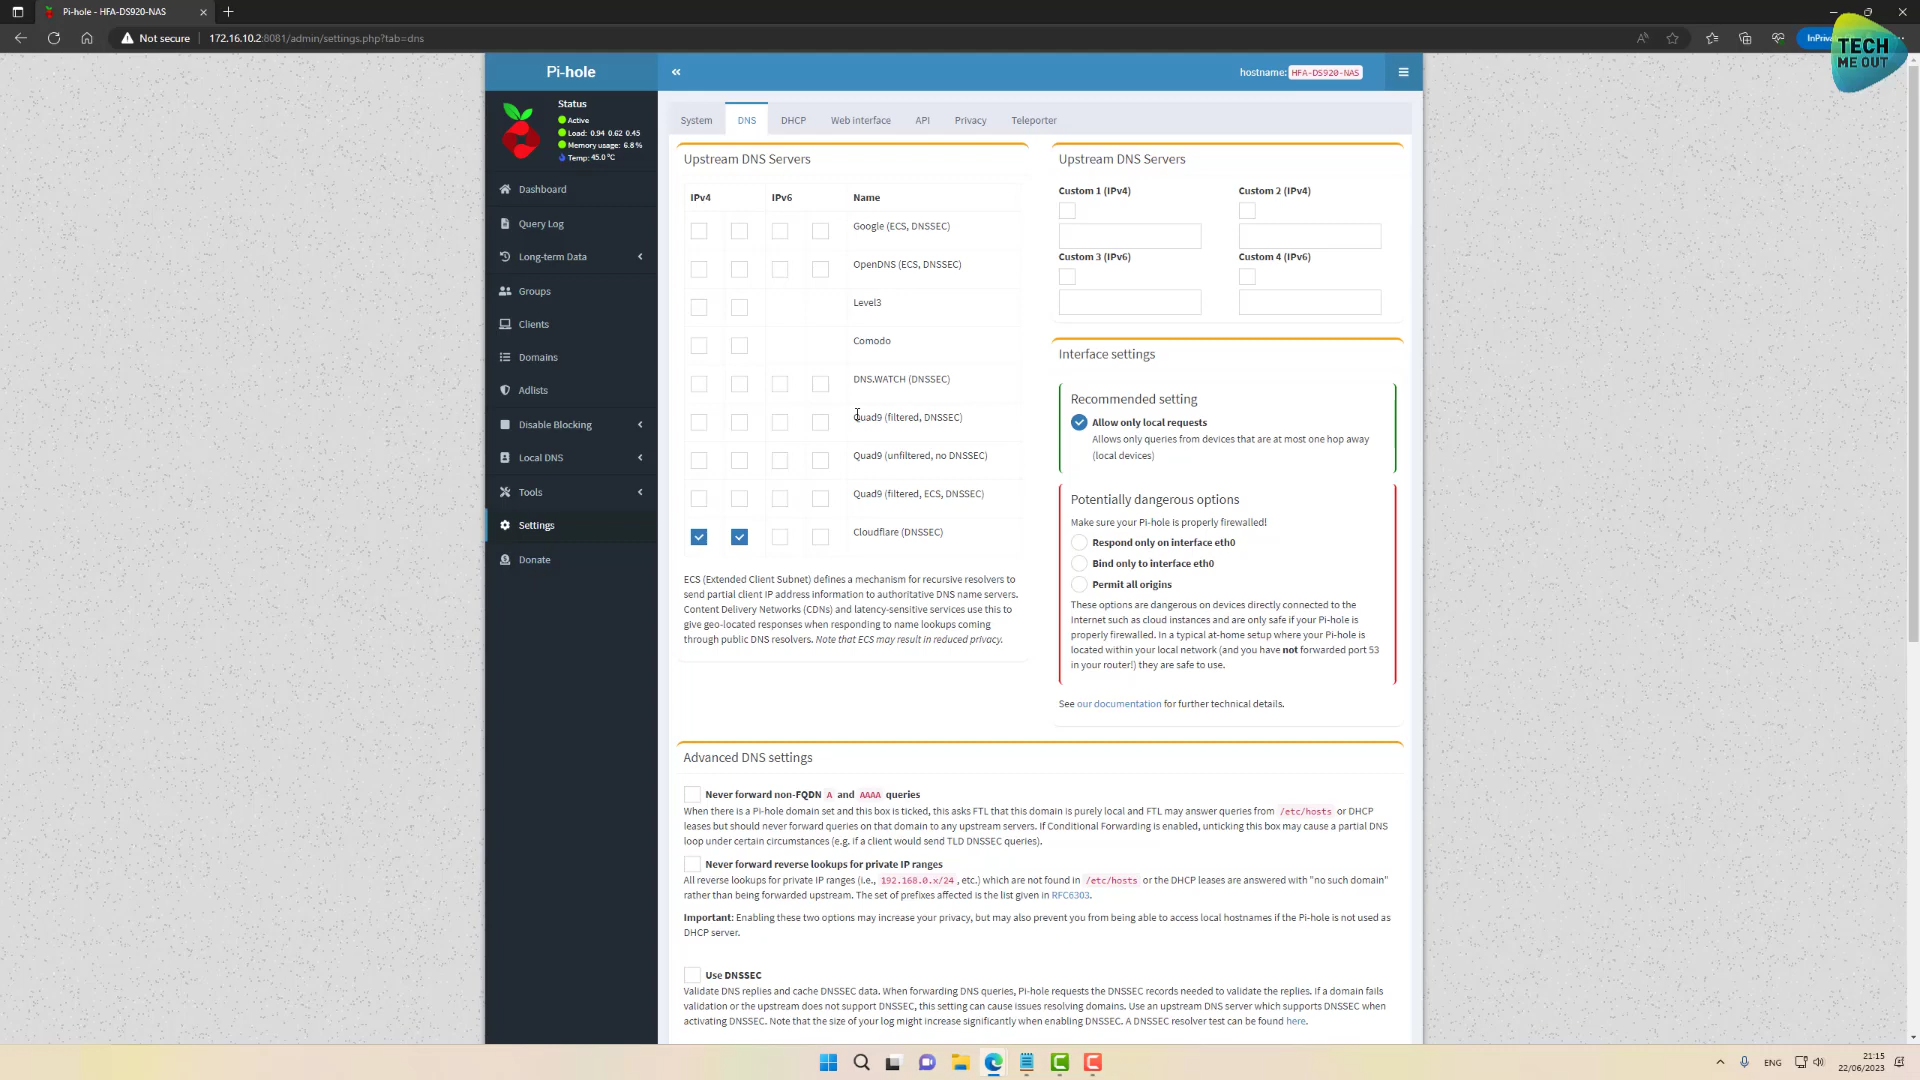 Pi-hole - HFA-DS920-NAS
Not secure
172.16.10.2:8081/admin/settings.php?tab=dns
TECH
ME OUT
Pi-hole
hostname: HFA-DS920-NAS
Status
Active
Load: 0.94 0.62 0.45
Memory usage: 6.8 %
Temp: 45.0 °C
Dashboard
Query Log
Long-term Data
Groups
Clients
Domains
Adlists
Disable Blocking
Local DNS
Tools
Settings
Donate
System
DNS
DHCP
Web interface
API
Privacy
Teleporter
Upstream DNS Servers
IPv4
IPv6
Name
Google (ECS, DNSSEC)
OpenDNS (ECS, DNSSEC)
Level3
Comodo
DNS.WATCH (DNSSEC)
Quad9 (filtered, DNSSEC)
Quad9 (unfiltered, no DNSSEC)
Quad9 (filtered, ECS, DNSSEC)
Cloudflare (DNSSEC)
ECS (Extended Client Subnet) defines a mechanism for recursive resolvers to
send partial client IP address information to authoritative DNS name servers.
Content Delivery Networks (CDNs) and latency-sensitive services use this to
give geo-located responses when responding to name lookups coming
through public DNS resolvers. Note that ECS may result in reduced privacy.
Upstream DNS Servers
Custom 1 (IPv4)
Custom 2 (IPv4)
Custom 3 (IPv6)
Custom 4 (IPv6)
Interface settings
Recommended setting
Allow only local requests
Allows only queries from devices that are at most one hop away
(local devices)
Potentially dangerous options
Make sure your Pi-hole is properly firewalled!
Respond only on interface eth0
Bind only to interface eth0
Permit all origins
These options are dangerous on devices directly connected to the
Internet such as cloud instances and are only safe if your Pi-hole is
properly firewalled. In a typical at-home setup where your Pi-hole is
located within your local network (and you have not forwarded port 53
in your router!) they are safe to use.
See our documentation for further technical details.
Advanced DNS settings
Never forward non-FQDN A and AAAA queries
When there is a Pi-hole domain set and this box is ticked, this asks FTL that this domain is purely local and FTL may answer queries from /etc/hosts or DHCP
leases but should never forward queries on that domain to any upstream servers. If Conditional Forwarding is enabled, unticking this box may cause a partial DNS
loop under certain circumstances (e.g. if a client would send TLD DNSSEC queries).
Never forward reverse lookups for private IP ranges
All reverse lookups for private IP ranges (i.e., 192.168.0.x/24, etc.) which are not found in /etc/hosts or the DHCP leases are answered with "no such domain"
rather than being forwarded upstream. The set of prefixes affected is the list given in RFC6303.
Important: Enabling these two options may increase your privacy, but may also prevent you from being able to access local hostnames if the Pi-hole is not used as
DHCP server.
Use DNSSEC
Validate DNS replies and cache DNSSEC data. When forwarding DNS queries, Pi-hole requests the DNSSEC records needed to validate the replies. If a domain fails
validation or the upstream does not support DNSSEC, this setting can cause issues resolving domains. Use an upstream DNS server which supports DNSSEC when
activating DNSSEC. Note that the size of your log might increase significantly when enabling DNSSEC. A DNSSEC resolver test can be found here.
ENG
21:15
22/06/2023